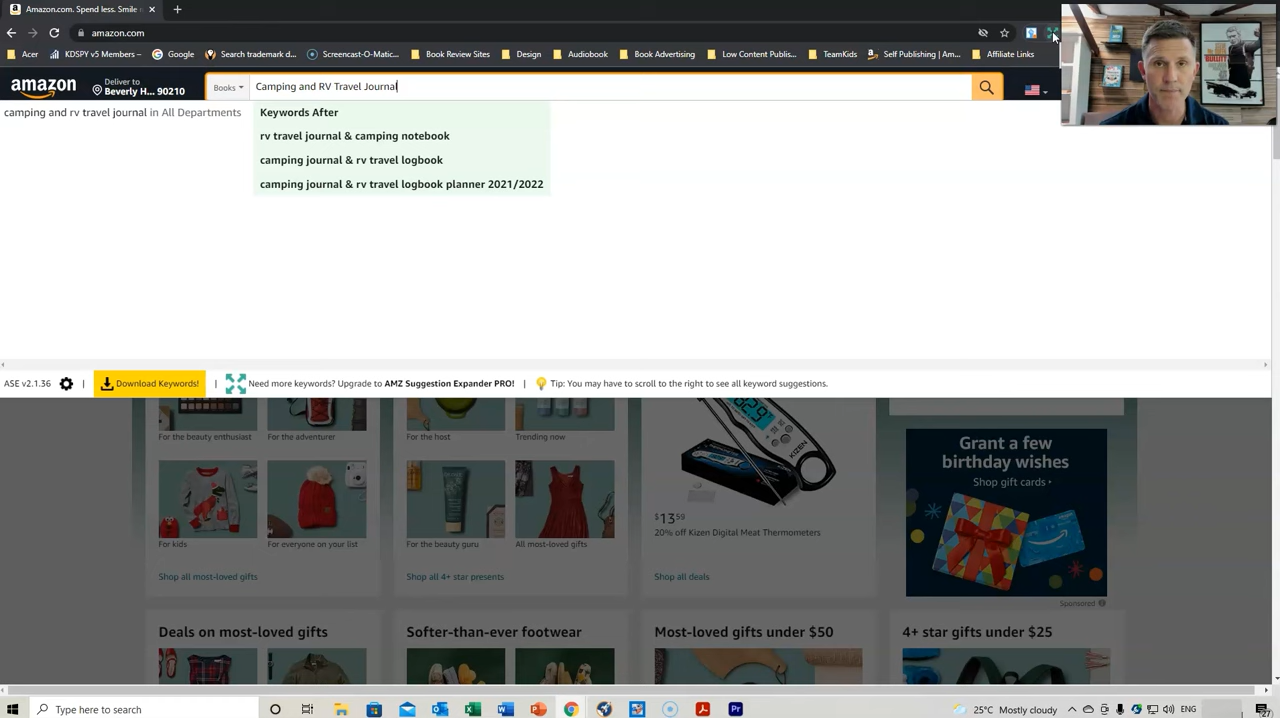 Amazon.com. Spend less. Smile m
amazon.com
Acer
KDSPY v5 Members –
Google
Search trademark d...
Screencast-O-Matic...
Book Review Sites
Design
Book Advertising
Low Content Publis...
TeamKids
Self Publishing | Am...
Affiliate Links
amazon
Deliver to
Beverly H... 90210
Books
Camping and RV Travel Journal
camping and rv travel journal in All Departments
Keywords After
rv travel journal & camping notebook
camping journal & rv travel logbook
camping journal & rv travel logbook planner 2021/2022
BULLITT
ASE v2.1.36 | Download Keywords! | Need more keywords? Upgrade to AMZ Suggestion Expander PRO! | Tip: You may have to scroll to the right to see all keyword suggestions.
For the beauty enthusiast
For the adventurer
For the host
Trending now
82.9
KIZEN
$1359
20% off Kizen Digital Meat Thermometers
Grant a few
birthday wishes
Shop gift cards
For kids
For everyone on your list
For the beauty guru
All most-loved gifts
Shop all most-loved gifts
Shop all 4+ star presents
Shop all deals
Sponsored
Deals on most-loved gifts
Softer-than-ever footwear
Most-loved gifts under $50
4+ star gifts under $25
Type here to search
25°C Mostly cloudy
ENG